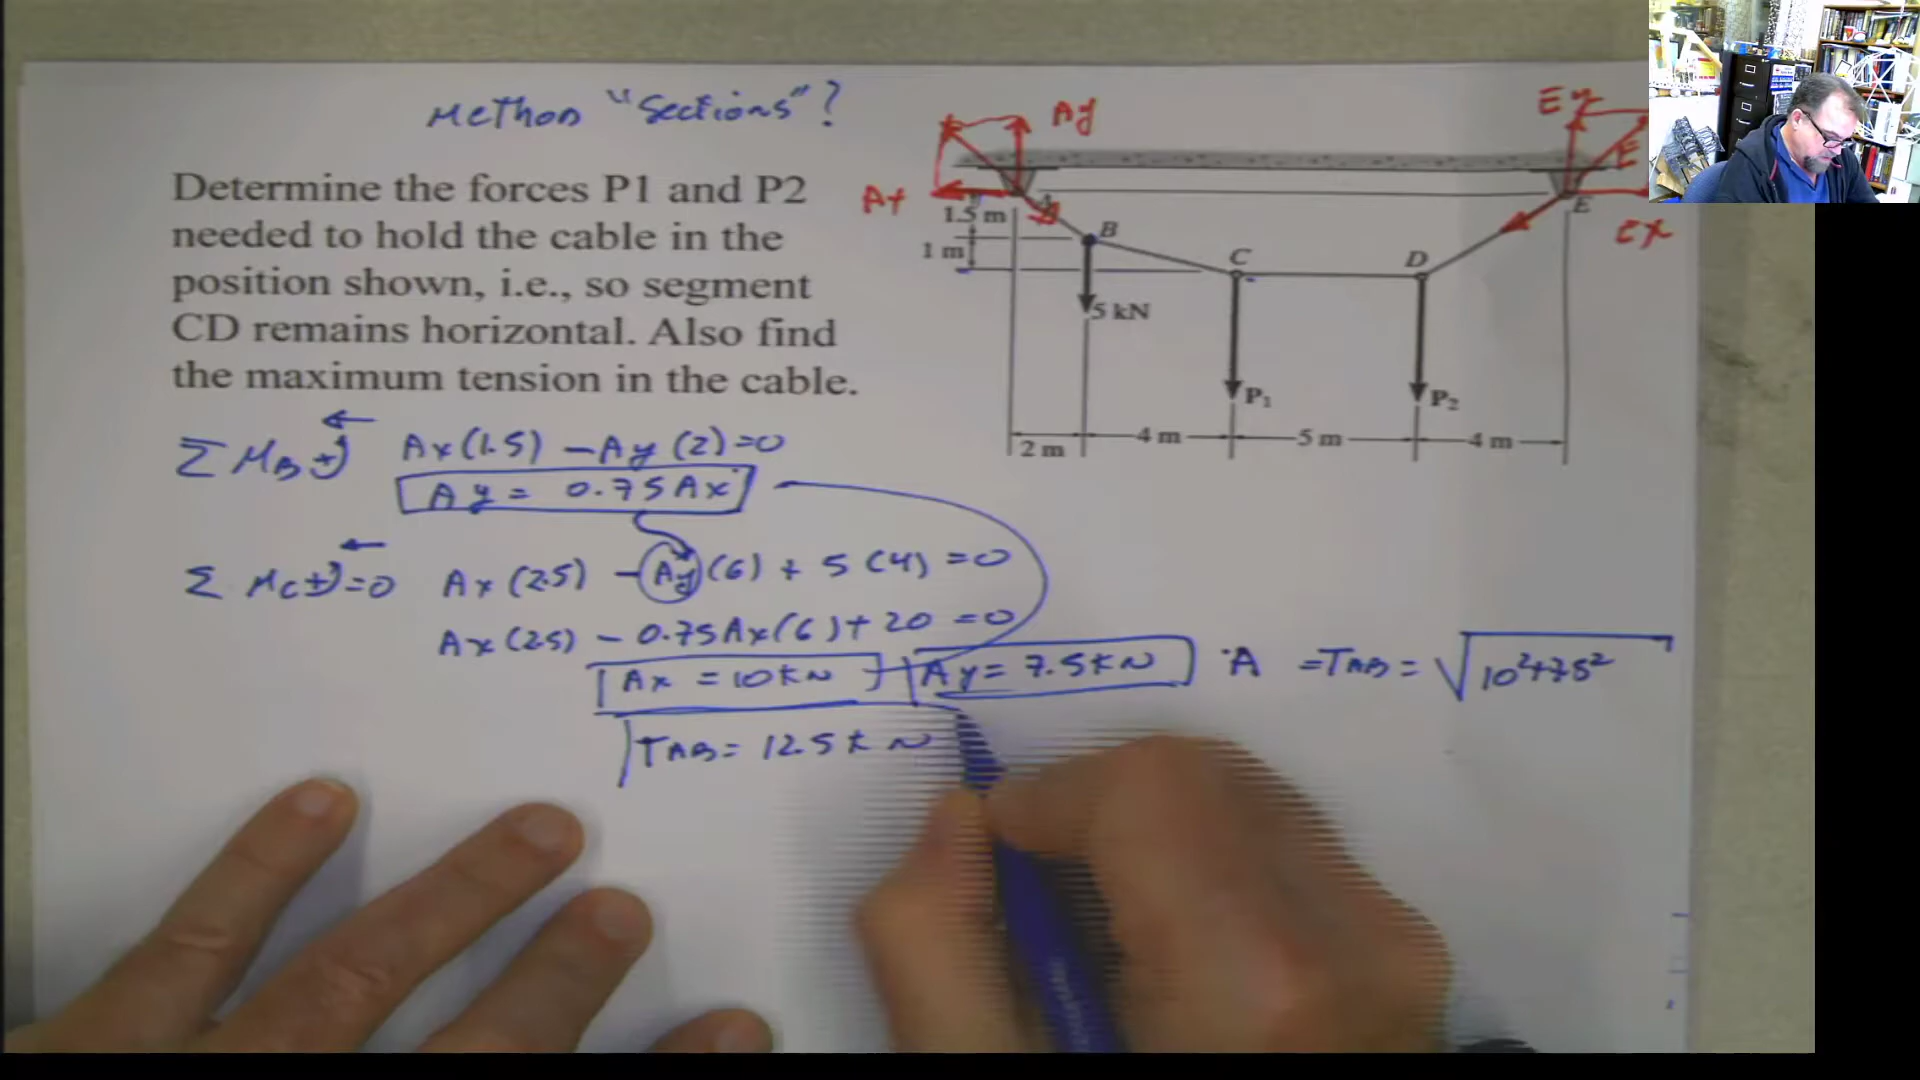 Method "Sections"?
Determine the forces P1 and P2
needed to hold the cable in the
position shown, i.e., so segment
CD remains horizontal. Also find
the maximum tension in the cable.
Ay
Ax
Ey
E
Ex
A
E
1.5 m
1 m
B
C
D
5 kN
P1
P2
2 m
4 m
5 m
4 m
Σ MB + Ax(1.5) - Ay(2)=0
Ay = 0.75Ax
Σ Mc+=0 Ax(2.5) - Ay(6) + 5(4) =0
Ax(2.5) - 0.75Ax(6)+ 20 =0
Ax = 10kN Ay= 7.5kN A =TAB= √10²+7.5²
TAB= 12.5kN